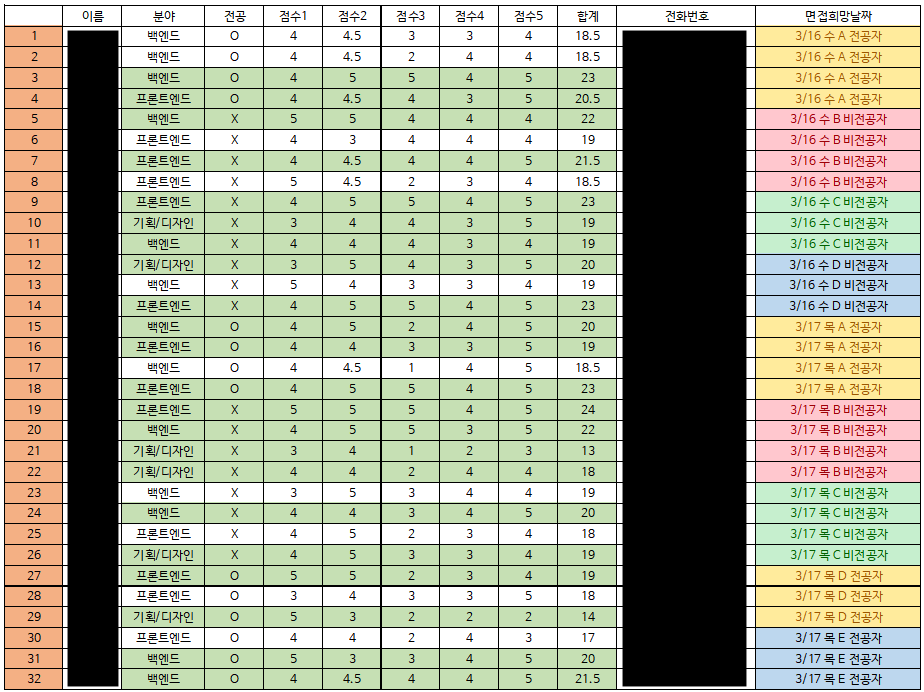 이름 분야 전공 점수1 점수2 점수3 점수4 점수5 합계 전화번호 면접희망날짜
1 백엔드 O 4 4.5 3 3 4 18.5 3/16 수 A 전공자
2 백엔드 O 4 4.5 2 4 4 18.5 3/16 수 A 전공자
3 백엔드 O 4 5 5 4 5 23 3/16 수 A 전공자
4 프론트엔드 O 4 4.5 4 3 5 20.5 3/16 수 A 전공자
5 백엔드 X 5 5 4 4 4 22 3/16 수 B 비전공자
6 프론트엔드 X 4 3 4 4 4 19 3/16 수 B 비전공자
7 프론트엔드 X 4 4.5 4 4 5 21.5 3/16 수 B 비전공자
8 프론트엔드 X 5 4.5 2 3 4 18.5 3/16 수 B 비전공자
9 프론트엔드 X 4 5 5 4 5 23 3/16 수 C 비전공자
10 기획/디자인 X 3 4 4 3 5 19 3/16 수 C 비전공자
11 백엔드 X 4 4 4 3 4 19 3/16 수 C 비전공자
12 기획/디자인 X 3 5 4 3 5 20 3/16 수 D 비전공자
13 백엔드 X 5 4 3 3 4 19 3/16 수 D 비전공자
14 프론트엔드 X 4 5 5 4 5 23 3/16 수 D 비전공자
15 백엔드 O 4 5 2 4 5 20 3/17 목 A 전공자
16 프론트엔드 O 4 4 3 3 5 19 3/17 목 A 전공자
17 백엔드 O 4 4.5 1 4 5 18.5 3/17 목 A 전공자
18 프론트엔드 O 4 5 5 4 5 23 3/17 목 A 전공자
19 프론트엔드 X 5 5 5 4 5 24 3/17 목 B 비전공자
20 백엔드 X 4 5 5 3 5 22 3/17 목 B 비전공자
21 기획/디자인 X 3 4 1 2 3 13 3/17 목 B 비전공자
22 기획/디자인 X 4 4 2 4 4 18 3/17 목 B 비전공자
23 백엔드 X 3 5 3 4 4 19 3/17 목 C 비전공자
24 백엔드 X 4 4 3 4 5 20 3/17 목 C 비전공자
25 프론트엔드 X 4 5 2 3 4 18 3/17 목 C 비전공자
26 기획/디자인 X 4 5 3 3 4 19 3/17 목 C 비전공자
27 프론트엔드 O 5 5 2 3 4 19 3/17 목 D 전공자
28 프론트엔드 O 3 4 3 3 5 18 3/17 목 D 전공자
29 기획/디자인 O 5 3 2 2 2 14 3/17 목 D 전공자
30 프론트엔드 O 4 4 2 4 3 17 3/17 목 E 전공자
31 백엔드 O 5 3 3 4 5 20 3/17 목 E 전공자
32 백엔드 O 4 4.5 4 4 5 21.5 3/17 목 E 전공자